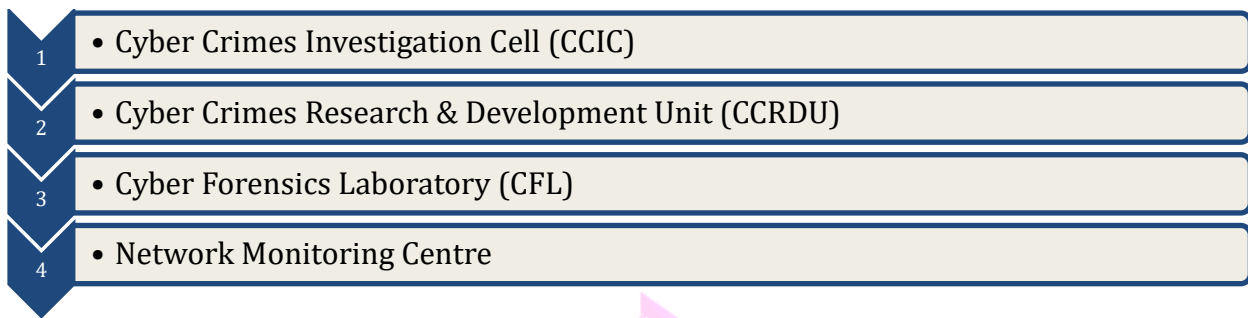 1 • Cyber Crimes Investigation Cell (CCIC)
2 • Cyber Crimes Research & Development Unit (CCRDU)
3 • Cyber Forensics Laboratory (CFL)
4 • Network Monitoring Centre